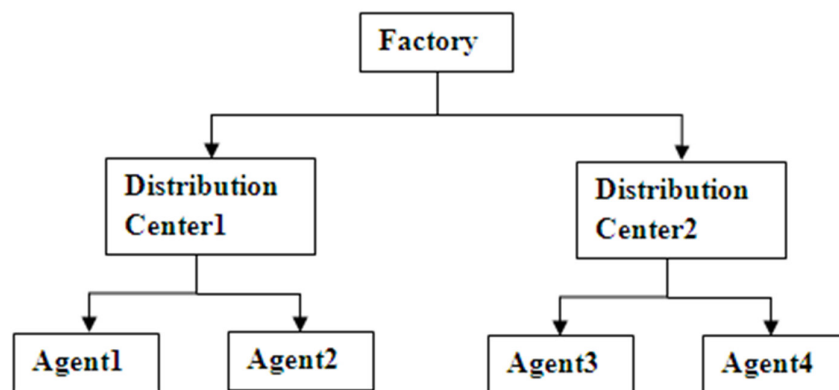 Factory
Distribution
Center1
Distribution
Center2
Agent1
Agent2
Agent3
Agent4